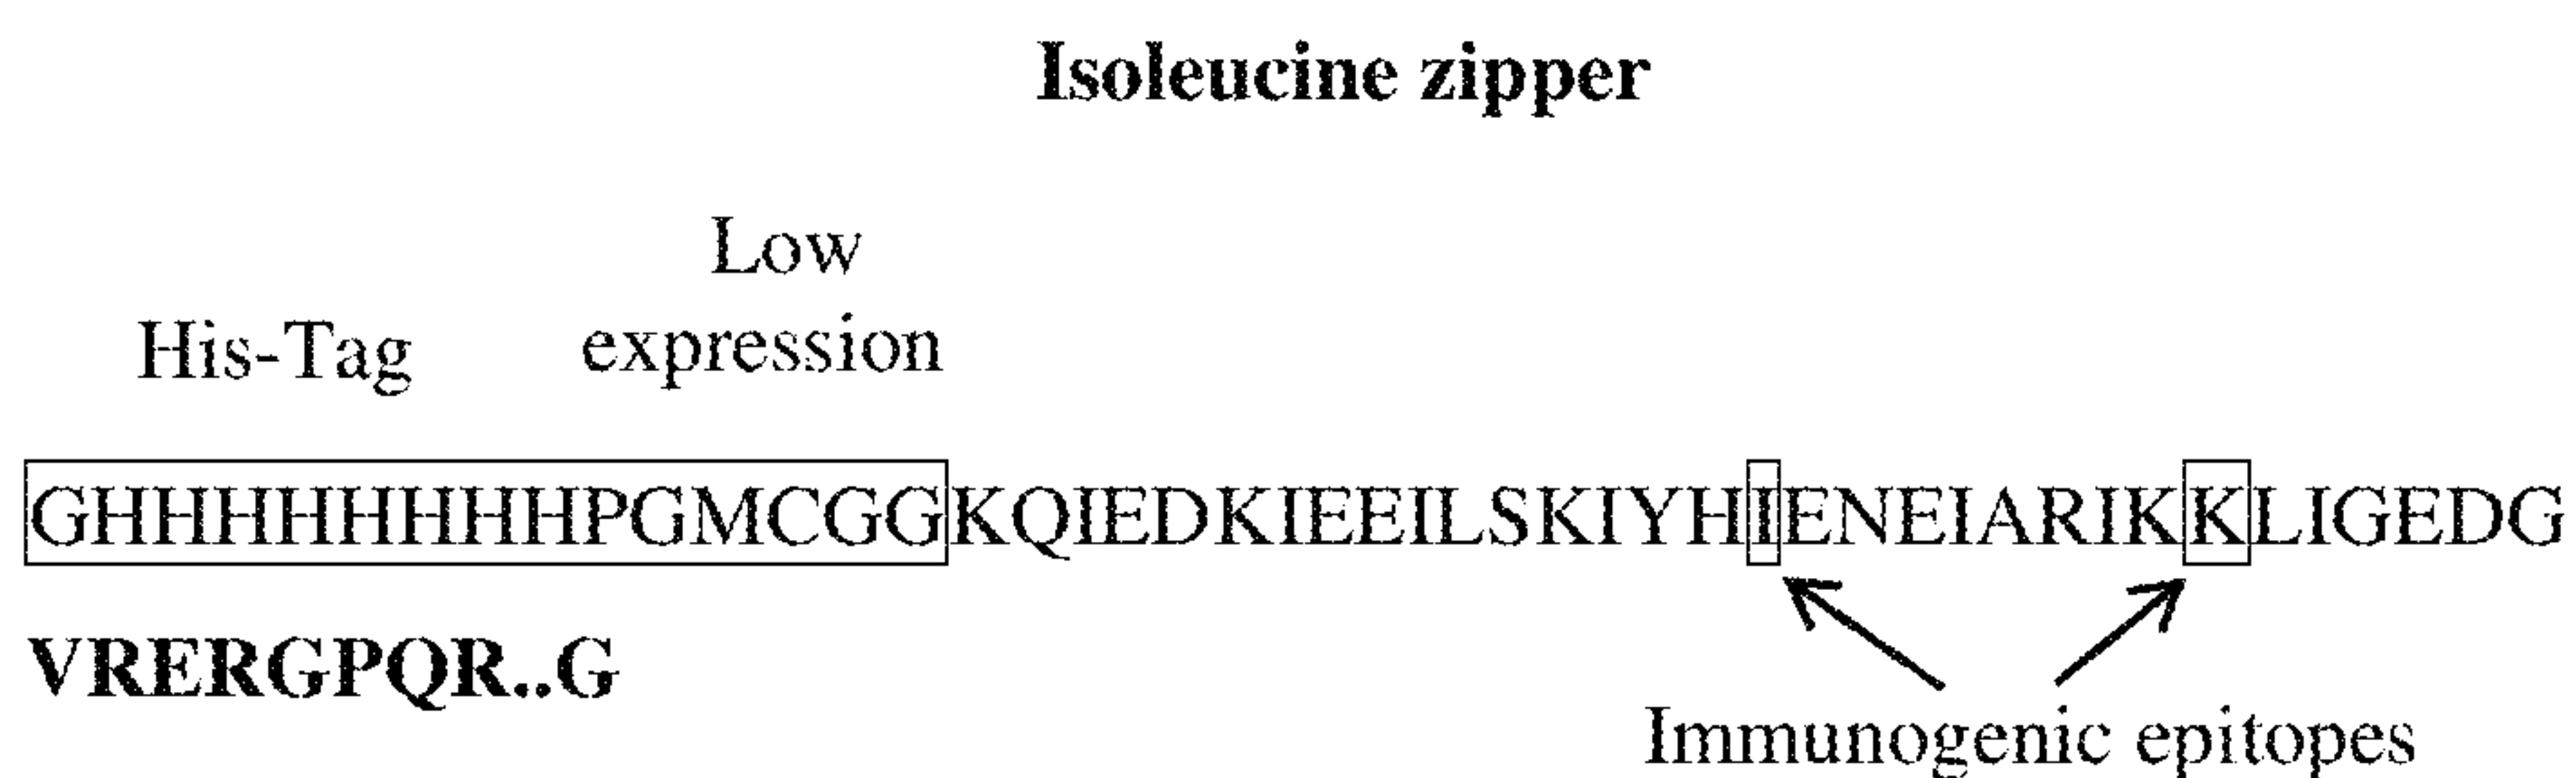 Isoleucine zipper
Low
His-Tag expression
GHHHHHHHHPGMCGGKQIEDKIEEILSKIYHIENEIARIKKLIGEDG
VRERGPQR..G
Immunogenic epitopes